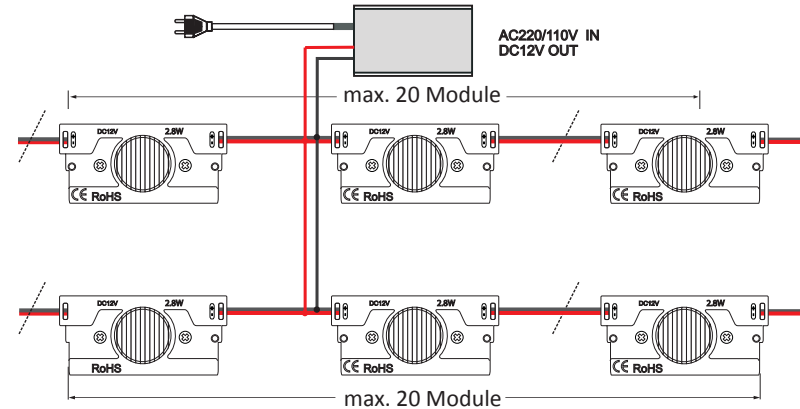 AC220/110V IN
DC12V OUT
max. 20 Module
DC12V 2.8W
CE RoHS
DC12V 2.8W
CE RoHS
DC12V 2.8W
CE RoHS
DC12V 2.8W
RoHS
DC12V 2.8W
CE RoHS
DC12V 2.8W
CE RoHS
max. 20 Module